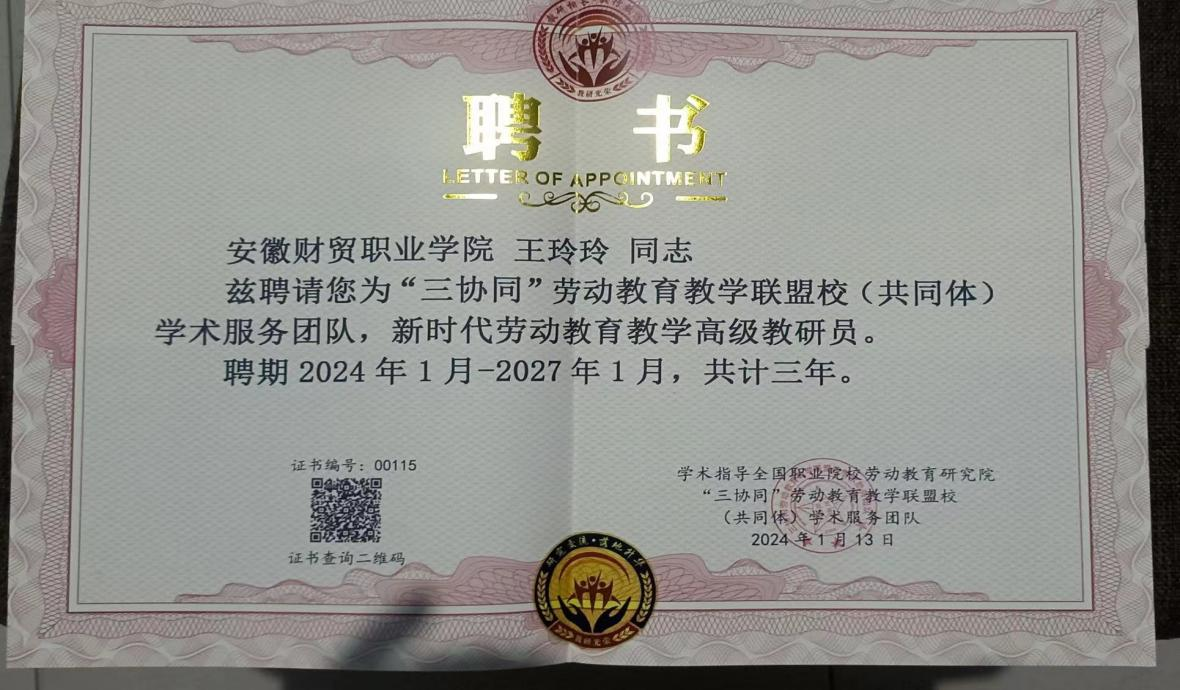 聘 书
LETTER OF APPOINTMENT
安徽财贸职业学院 王玲玲 同志
兹聘请您为“三协同”劳动教育教学联盟校（共同体）
学术服务团队，新时代劳动教育教学高级教研员。
聘期 2024 年 1 月-2027 年 1 月，共计三年。
证书编号：00115
证书查询二维码
学术指导全国职业院校劳动教育研究院
“三协同”劳动教育教学联盟校
（共同体）学术服务团队
2024 年 1 月 13 日
教研光荣